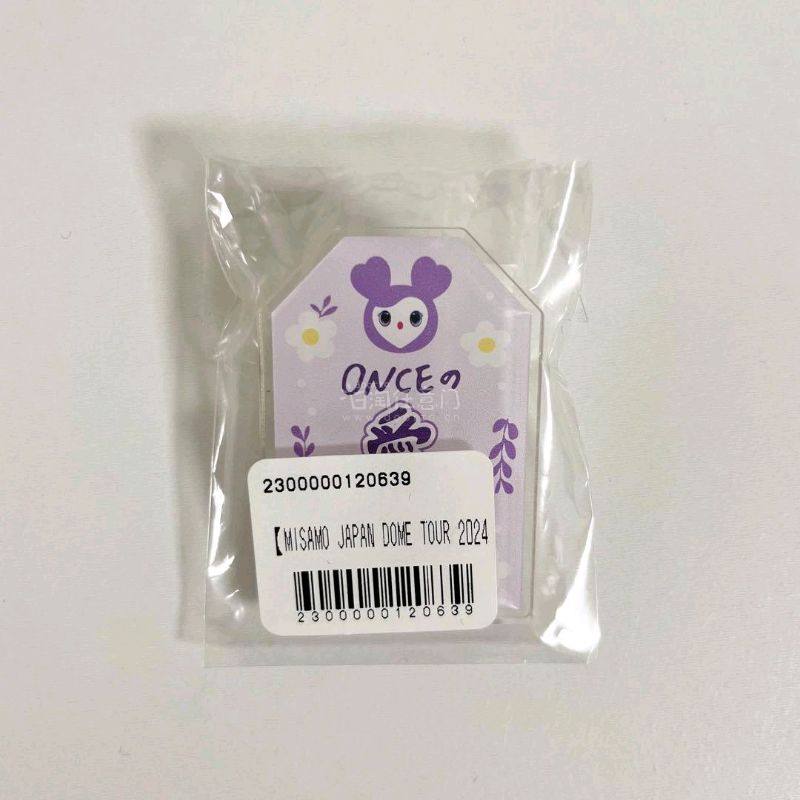 ONCEの
2300000120639
【MISAMO JAPAN DOME TOUR 2024
2300000120639